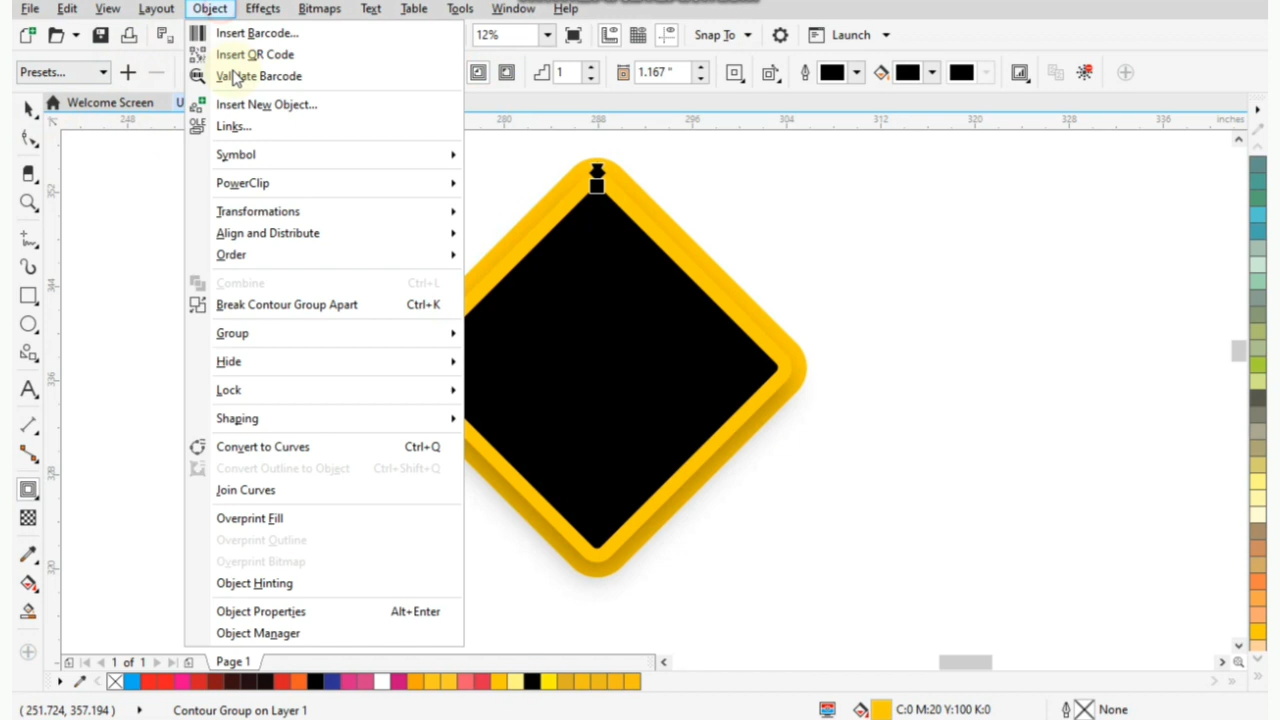 File Edit View Layout Object Effects Bitmaps Text Table Tools Window Help
12% Snap To Launch
Presets... 1 1.167 "
Welcome Screen U
248 280 288 296 304 312 320 328 336 inches
352
344
336
328
320
Insert Barcode...
Insert QR Code
Validate Barcode
Insert New Object...
Links...
Symbol
PowerClip
Transformations
Align and Distribute
Order
Combine Ctrl+L
Break Contour Group Apart Ctrl+K
Group
Hide
Lock
Shaping
Convert to Curves Ctrl+Q
Convert Outline to Object Ctrl+Shift+Q
Join Curves
Overprint Fill
Overprint Outline
Overprint Bitmap
Object Hinting
Object Properties Alt+Enter
Object Manager
1 of 1 Page 1
( 251.724, 357.194 ) Contour Group on Layer 1 C:0 M:20 Y:100 K:0 None